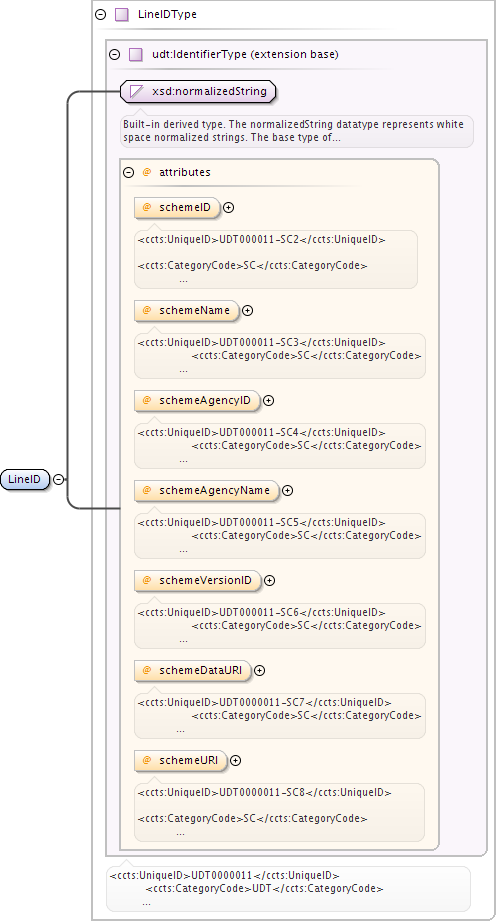 LineIDType
udt:IdentifierType (extension base)
xsd:normalizedString
Built-in derived type. The normalizedString datatype represents white
space normalized strings. The base type of...
@ attributes
@ schemeID
<ccts:UniqueID>UDT000011-SC2</ccts:UniqueID>
<ccts:CategoryCode>SC</ccts:CategoryCode>
...
@ schemeName
<ccts:UniqueID>UDT000011-SC3</ccts:UniqueID>
<ccts:CategoryCode>SC</ccts:CategoryCode>
...
@ schemeAgencyID
<ccts:UniqueID>UDT000011-SC4</ccts:UniqueID>
<ccts:CategoryCode>SC</ccts:CategoryCode>
...
LineID
@ schemeAgencyName
<ccts:UniqueID>UDT000011-SC5</ccts:UniqueID>
<ccts:CategoryCode>SC</ccts:CategoryCode>
...
@ schemeVersionID
<ccts:UniqueID>UDT000011-SC6</ccts:UniqueID>
<ccts:CategoryCode>SC</ccts:CategoryCode>
...
@ schemeDataURI
<ccts:UniqueID>UDT0000011-SC7</ccts:UniqueID>
<ccts:CategoryCode>SC</ccts:CategoryCode>
...
@ schemeURI
<ccts:UniqueID>UDT0000011-SC8</ccts:UniqueID>
<ccts:CategoryCode>SC</ccts:CategoryCode>
...
<ccts:UniqueID>UDT0000011</ccts:UniqueID>
<ccts:CategoryCode>UDT</ccts:CategoryCode>
...